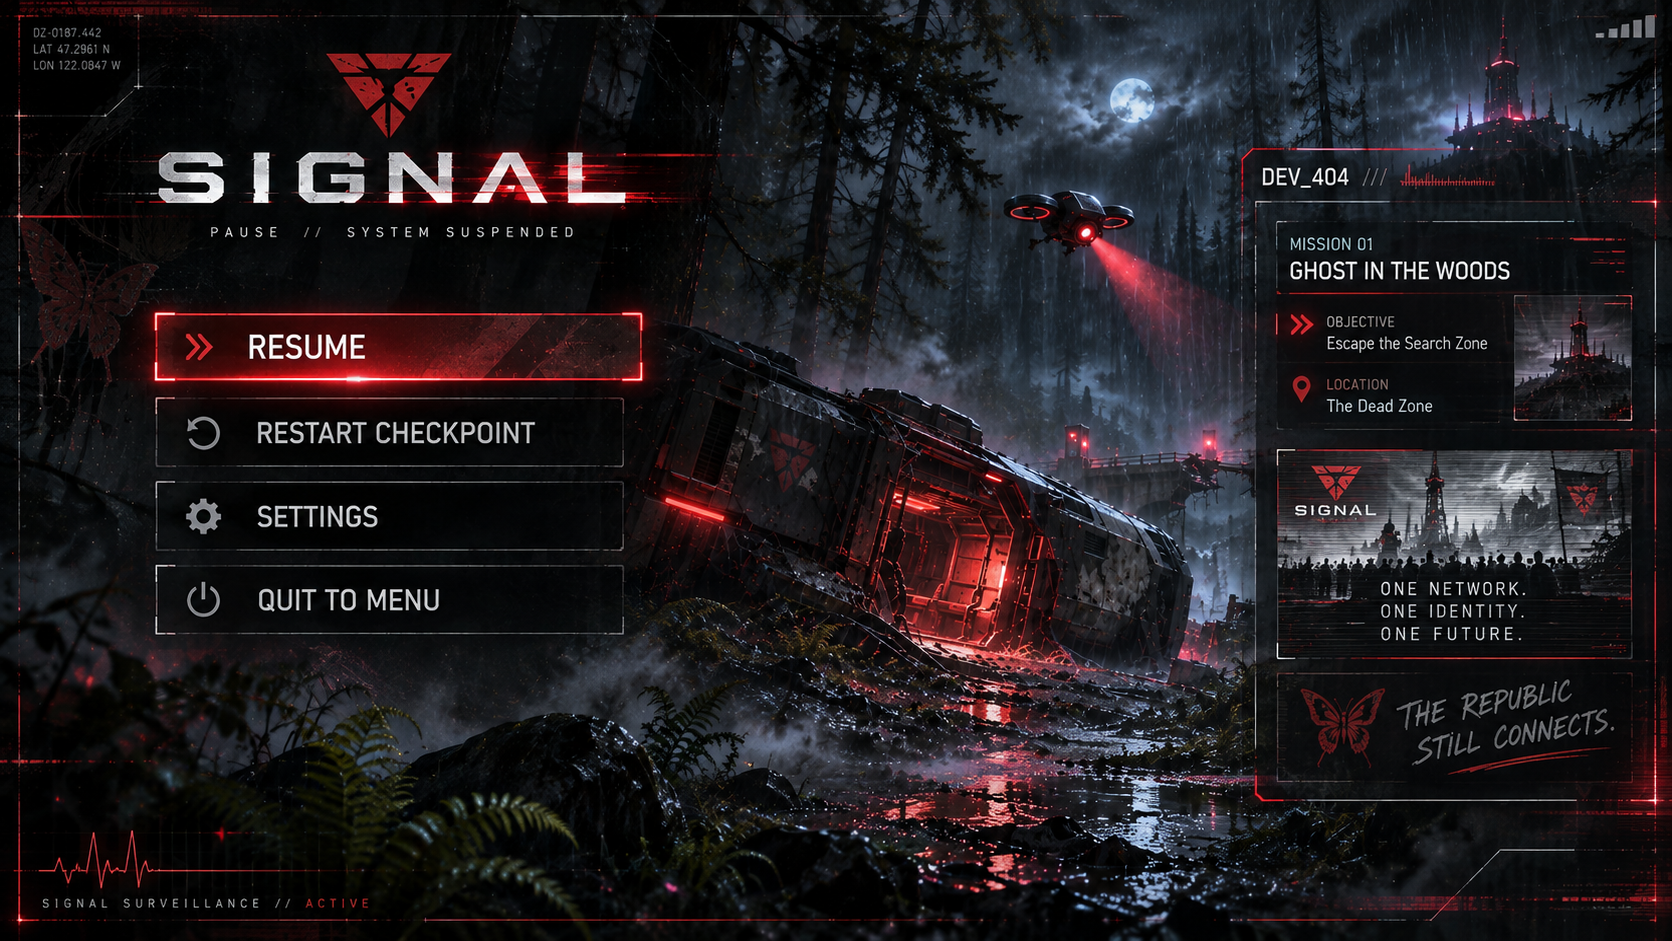 DZ-0187.442
LAT 47.2961 N
LON 122.0847 W
SIGNAL
PAUSE // SYSTEM SUSPENDED
RESUME
RESTART CHECKPOINT
SETTINGS
QUIT TO MENU
SIGNAL SURVEILLANCE // ACTIVE
DEV_404 ///
MISSION 01
GHOST IN THE WOODS
OBJECTIVE
Escape the Search Zone
LOCATION
The Dead Zone
SIGNAL
ONE NETWORK.
ONE IDENTITY.
ONE FUTURE.
THE REPUBLIC
STILL CONNECTS.